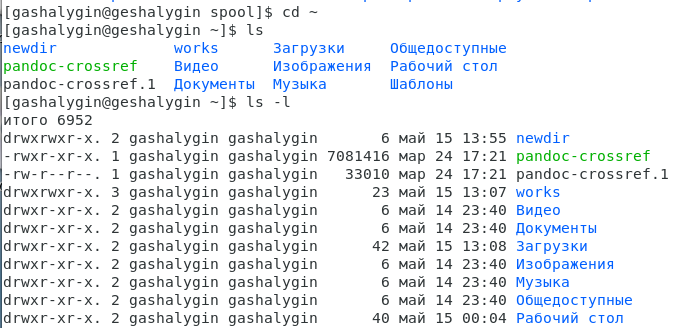 [gashalygin@geshalygin spool]$ cd ~
[gashalygin@geshalygin ~]$ ls
newdir works Загрузки Общедоступные
pandoc-crossref Видео Изображения Рабочий стол
pandoc-crossref.1 Документы Музыка Шаблоны
[gashalygin@geshalygin ~]$ ls -l
итого 6952
drwxrwxr-x. 2 gashalygin gashalygin 6 май 15 13:55 newdir
-rwxr-xr-x. 1 gashalygin gashalygin 7081416 мар 24 17:21 pandoc-crossref
-rw-r--r--. 1 gashalygin gashalygin 33010 мар 24 17:21 pandoc-crossref.1
drwxrwxr-x. 3 gashalygin gashalygin 23 май 15 13:07 works
drwxr-xr-x. 2 gashalygin gashalygin 6 май 14 23:40 Видео
drwxr-xr-x. 2 gashalygin gashalygin 6 май 14 23:40 Документы
drwxr-xr-x. 2 gashalygin gashalygin 42 май 15 13:08 Загрузки
drwxr-xr-x. 2 gashalygin gashalygin 6 май 14 23:40 Изображения
drwxr-xr-x. 2 gashalygin gashalygin 6 май 14 23:40 Музыка
drwxr-xr-x. 2 gashalygin gashalygin 6 май 14 23:40 Общедоступные
drwxr-xr-x. 2 gashalygin gashalygin 40 май 15 00:04 Рабочий стол